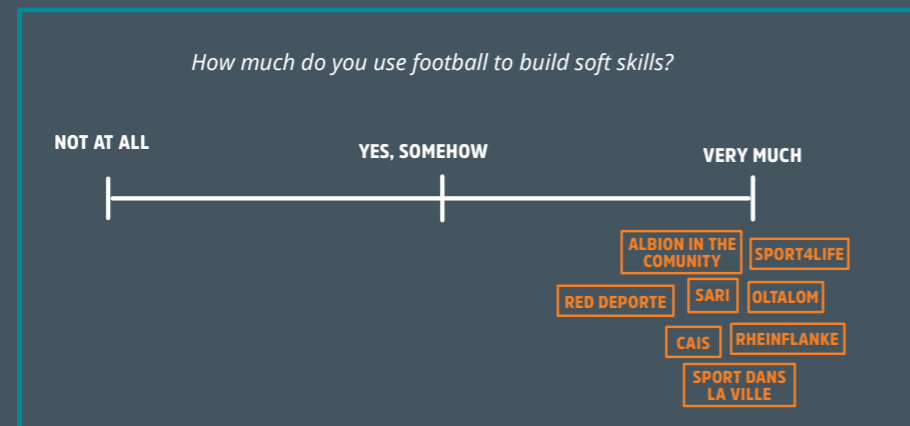 How much do you use football to build soft skills?
NOT AT ALL
YES, SOMEHOW
VERY MUCH
ALBION IN THE
COMUNITY
SPORT4LIFE
RED DEPORTE
SARI
OLTALOM
CAIS
RHEINFLANKE
SPORT DANS
LA VILLE